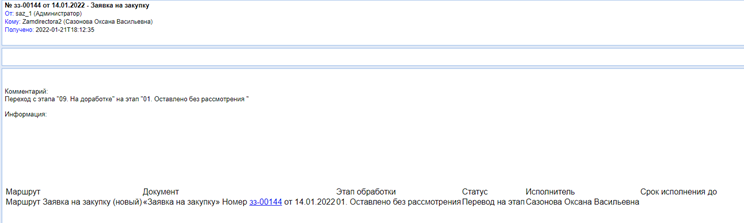 № зз-00144 от 14.01.2022 - Заявка на закупку
От: saz_1 (Администратор)
Кому: Zamdirectora2 (Сазонова Оксана Васильевна)
Получено: 2022-01-21T18:12:35
Комментарий:
Переход с этапа "09. На доработке" на этап "01. Оставлено без рассмотрения "
Информация:
Маршрут Документ Этап обработки Статус Исполнитель Срок исполнения до
Маршрут Заявка на закупку (новый) «Заявка на закупку» Номер зз-00144 от 14.01.2022 01. Оставлено без рассмотрения Перевод на этап Сазонова Оксана Васильевна